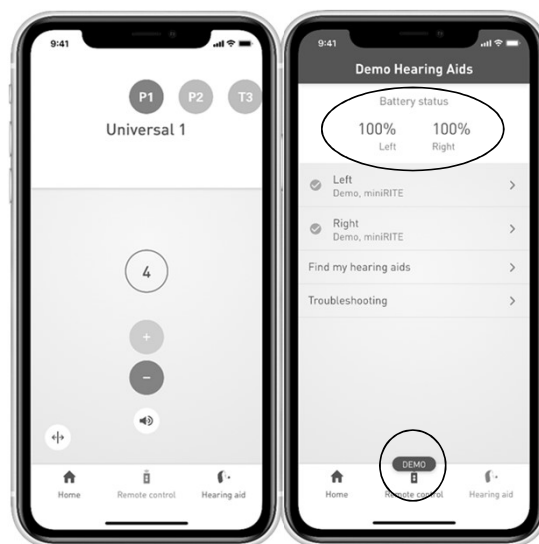 9:41
P1 P2 T3
Universal 1
4
+
−
Home Remote control Hearing aid
9:41
Demo Hearing Aids
Battery status
100% 100%
Left Right
Left
Demo, miniRITE
Right
Demo, miniRITE
Find my hearing aids
Troubleshooting
DEMO
Home Remote control Hearing aid